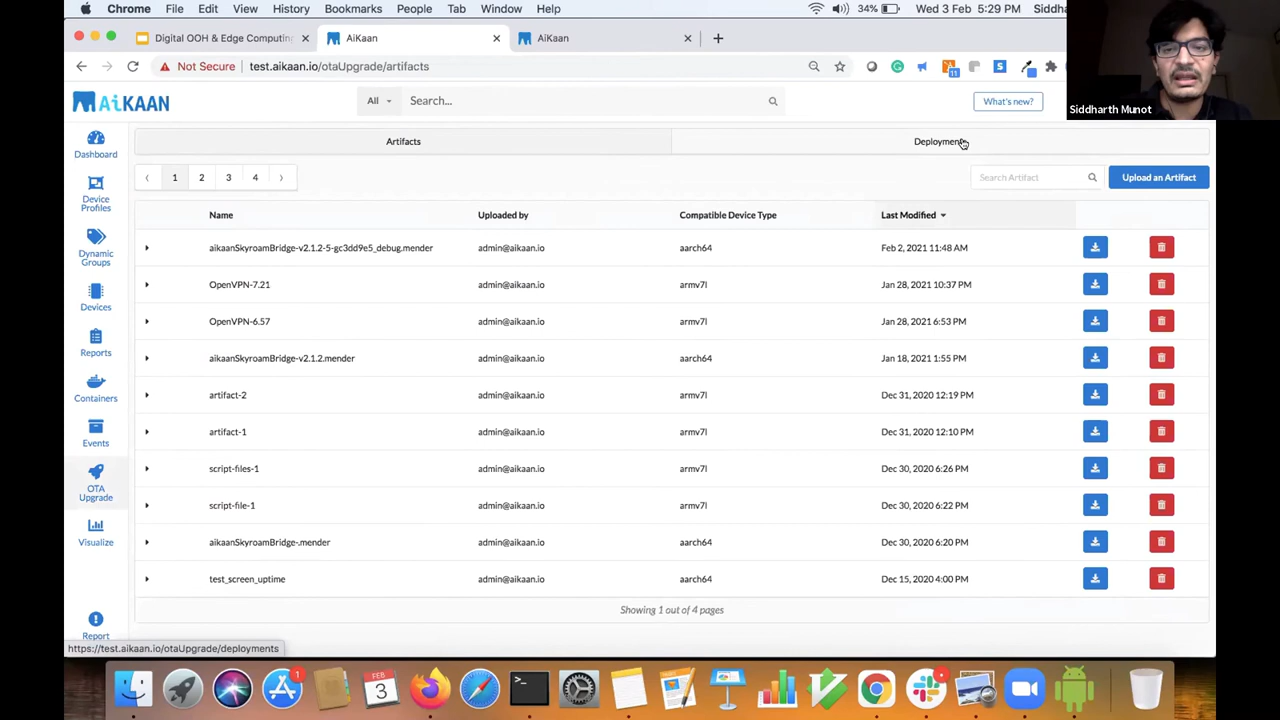 Chrome File Edit View History Bookmarks People Tab Window Help 34% Wed 3 Feb 5:29 PM
Siddharth Munot
Digital OOH & Edge Computing AiKaan AiKaan
Not Secure test.aikaan.io/otaUpgrade/artifacts 11
AiKAAN All Search... What's new?
Artifacts Deployments
1 2 3 4 Search Artifact Upload an Artifact
Name Uploaded by Compatible Device Type Last Modified
aikaanSkyroamBridge-v2.1.2-5-gc3dd9e5_debug.mender admin@aikaan.io aarch64 Feb 2, 2021 11:48 AM
OpenVPN-7.21 admin@aikaan.io armv7l Jan 28, 2021 10:37 PM
OpenVPN-6.57 admin@aikaan.io armv7l Jan 28, 2021 6:53 PM
aikaanSkyroamBridge-v2.1.2.mender admin@aikaan.io aarch64 Jan 18, 2021 1:55 PM
artifact-2 admin@aikaan.io armv7l Dec 31, 2020 12:19 PM
artifact-1 admin@aikaan.io armv7l Dec 31, 2020 12:10 PM
script-files-1 admin@aikaan.io armv7l Dec 30, 2020 6:26 PM
script-file-1 admin@aikaan.io armv7l Dec 30, 2020 6:22 PM
aikaanSkyroamBridge-.mender admin@aikaan.io aarch64 Dec 30, 2020 6:20 PM
test_screen_uptime admin@aikaan.io aarch64 Dec 15, 2020 4:00 PM
Showing 1 out of 4 pages
Dashboard
Device
Profiles
Dynamic
Groups
Devices
Reports
Containers
Events
OTA
Upgrade
Visualize
Report
https://test.aikaan.io/otaUpgrade/deployments
1
FEB
3